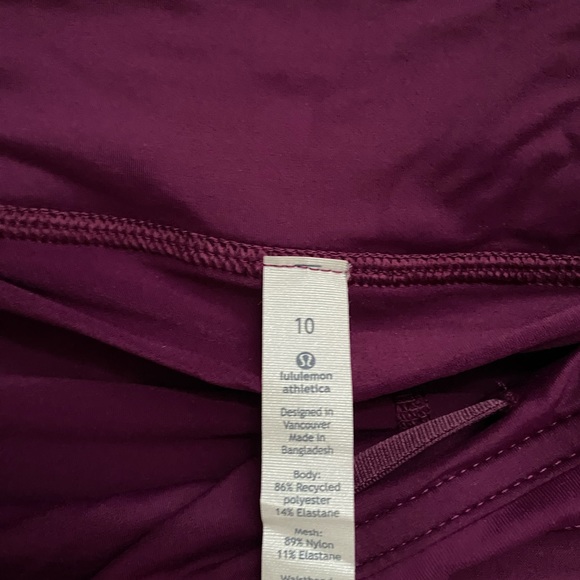 10
lululemon
athletica
Designed in
Vancouver
Made in
Bangladesh
Body:
86% Recycled
polyester
14% Elastane
Mesh:
89% Nylon
11% Elastane